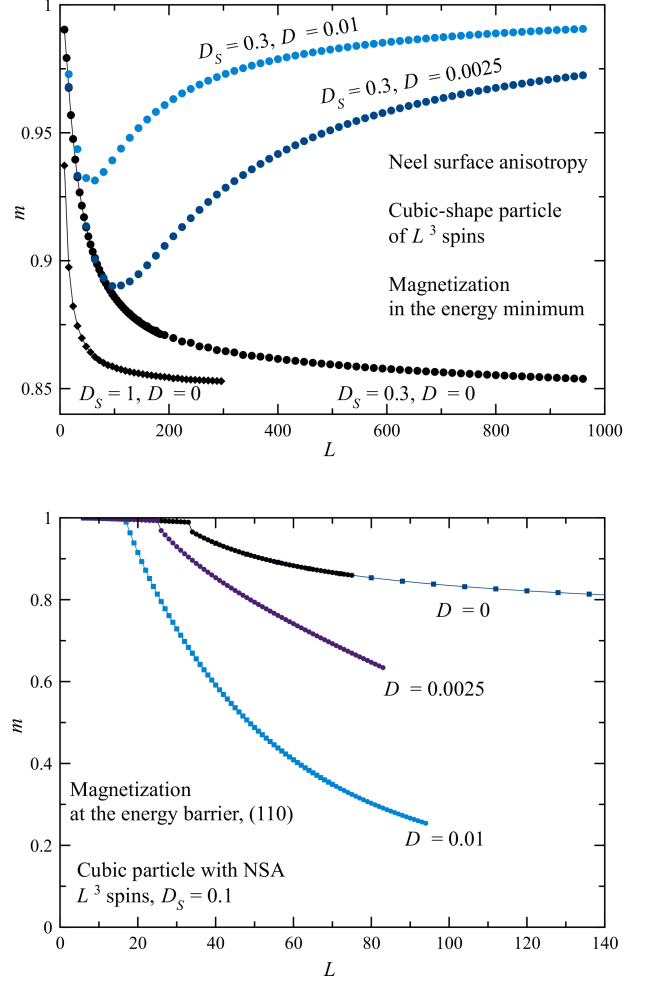 1
D_S = 0.3, D = 0.01
D_S = 0.3, D = 0.0025
0.95
Neel surface anisotropy
Cubic-shape particle
of L ³ spins
m
0.9
Magnetization
in the energy minimum
0.85
D_S = 1, D = 0
D_S = 0.3, D = 0
0 200 400 600 800 1000
L
1
0.8
D = 0
0.6
D = 0.0025
m
0.4
Magnetization
at the energy barrier, (110)
0.2
D = 0.01
Cubic particle with NSA
L ³ spins, D_S = 0.1
0
0 20 40 60 80 100 120 140
L